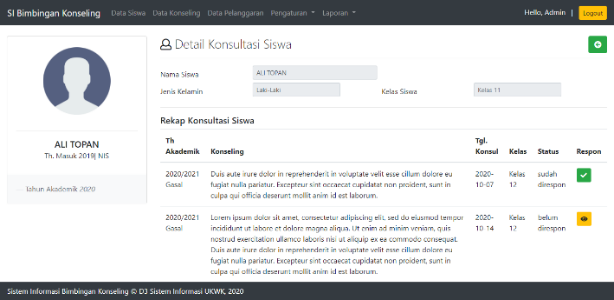 SI Bimbingan Konseling Data Siswa Data Konseling Data Pelanggaran Pengaturan Laporan Hello, Admin | Logout
Detail Konsultasi Siswa
Nama Siswa ALI TOPAN
Jenis Kelamin Laki-Laki Kelas Siswa Kelas 11
ALI TOPAN
Th. Masuk 2019| NIS
Tahun Akademik 2020
Rekap Konsultasi Siswa
Th Akademik Konseling Tgl. Konsul Kelas Status Respon
2020/2021 Duis aute irure dolor in reprehenderit in voluptate velit esse cillum dolore eu 2020- Kelas sudah
Gasal fugiat nulla pariatur. Excepteur sint occaecat cupidatat non proident, sunt in 10-07 12 direspon
culpa qui officia deserunt mollit anim id est laborum.
2020/2021 Lorem ipsum dolor sit amet, consectetur adipiscing elit, sed do eiusmod tempor 2020- Kelas belum
Gasal incididunt ut labore et dolore magna aliqua. Ut enim ad minim veniam, quis 10-14 12 direspon
nostrud exercitation ullamco laboris nisi ut aliquip ex ea commodo consequat.
Duis aute irure dolor in reprehenderit in voluptate velit esse cillum dolore eu
fugiat nulla pariatur. Excepteur sint occaecat cupidatat non proident, sunt in
culpa qui officia deserunt mollit anim id est laborum.
Sistem Informasi Bimbingan Konseling © D3 Sistem Informasi UKWK, 2020